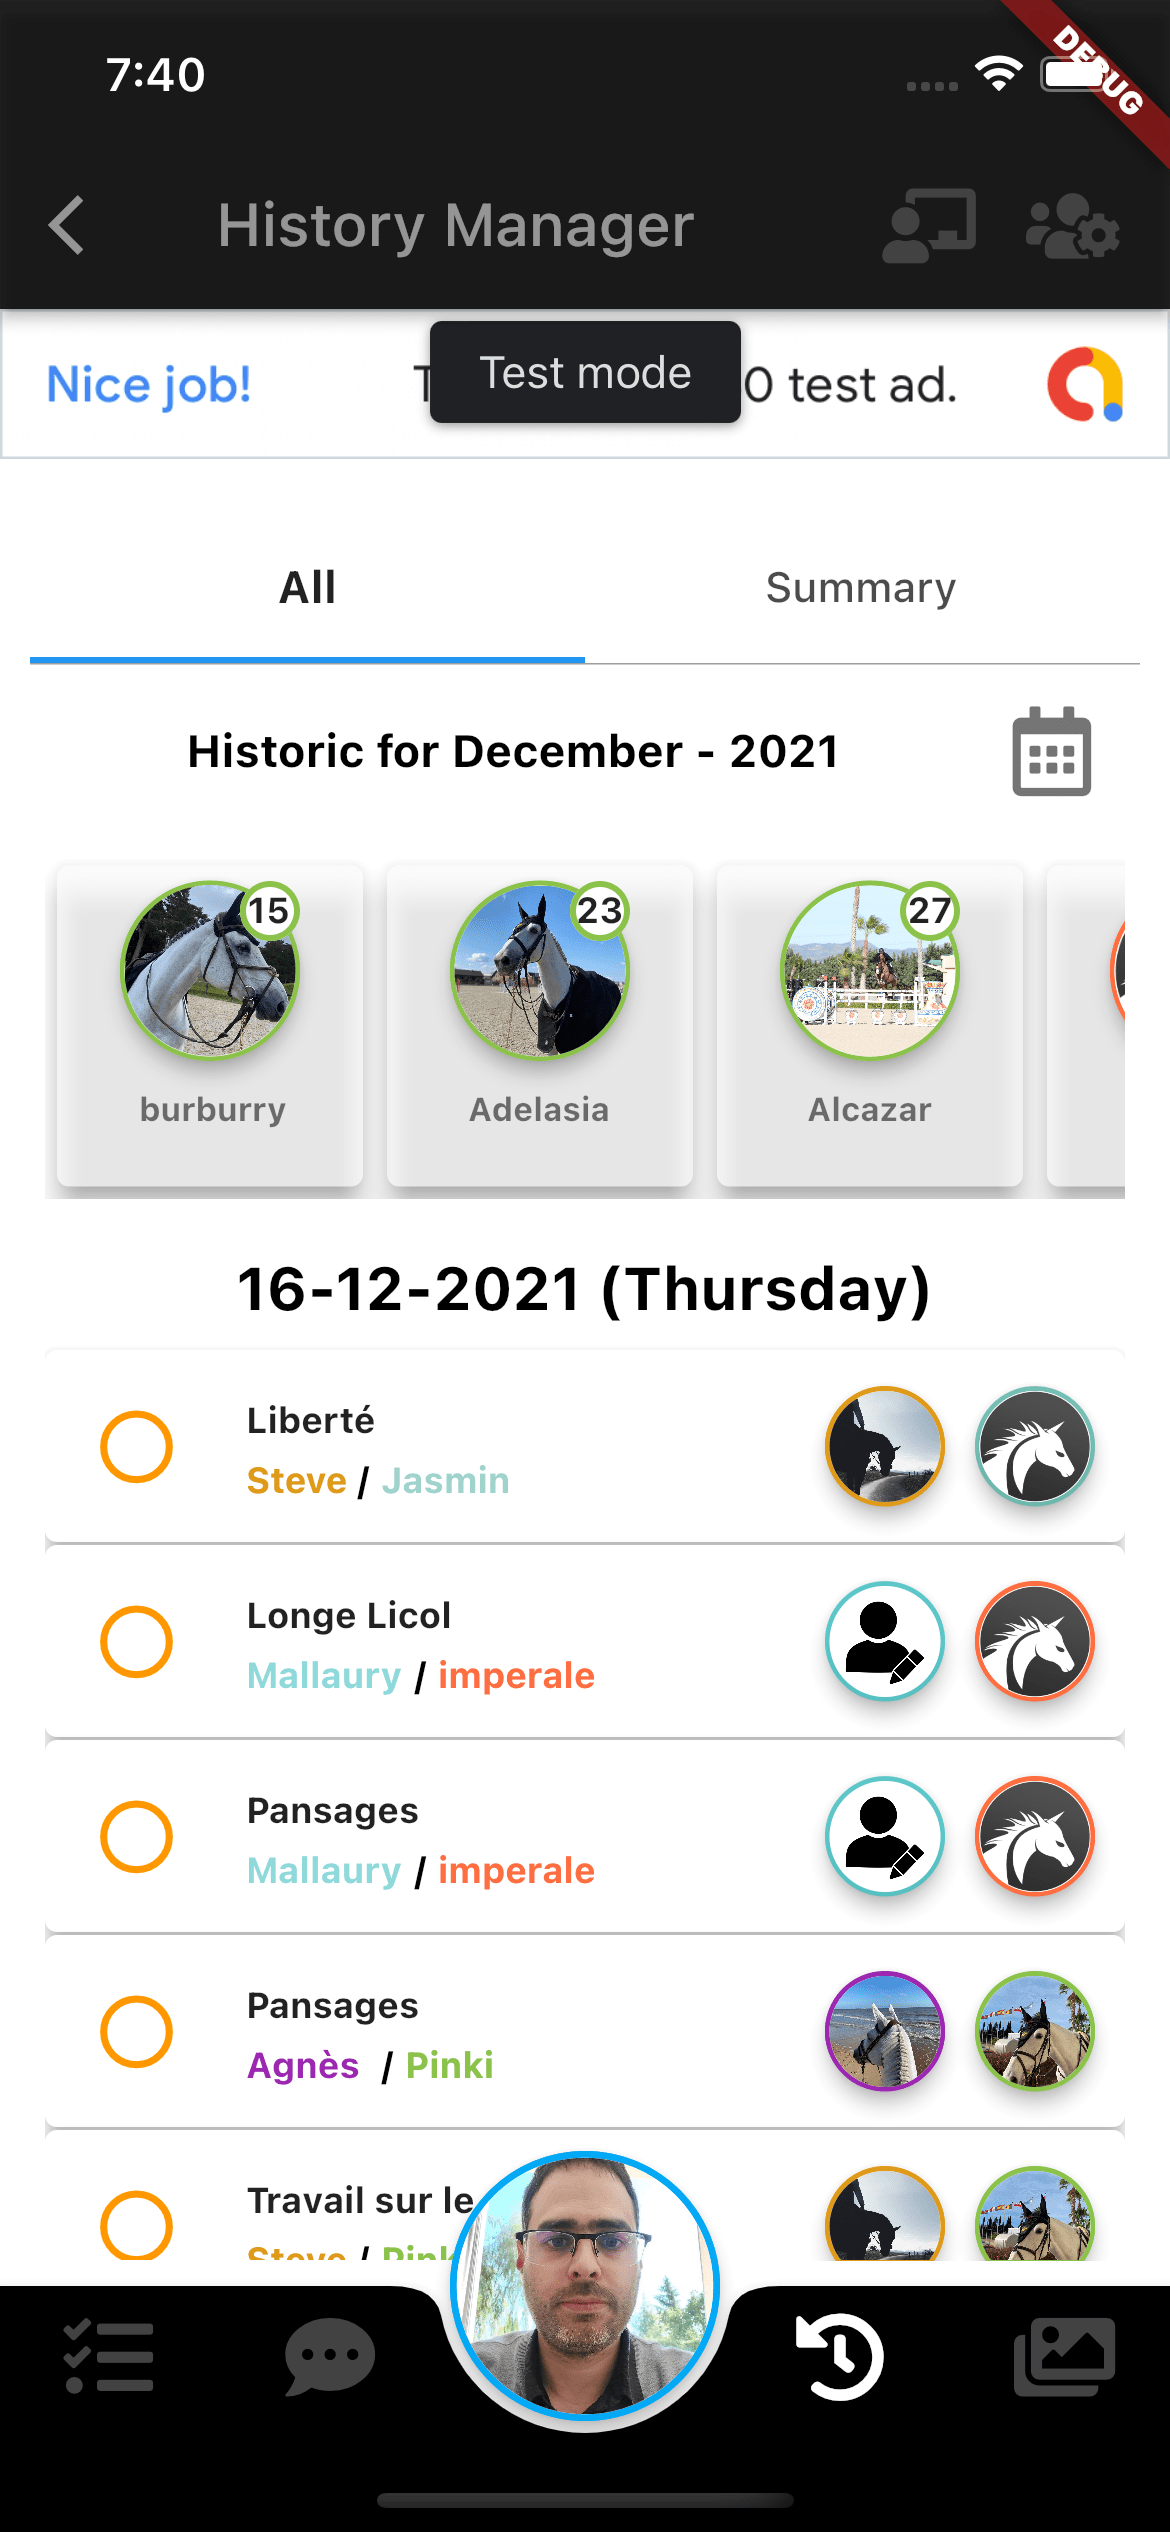 7:40
DEBUG
History Manager
Nice job!
Test mode
0 test ad.
All
Summary
Historic for December - 2021
15
23
27
burburry
Adelasia
Alcazar
16-12-2021 (Thursday)
Liberté
Steve / Jasmin
Longe Licol
Mallaury / imperale
Pansages
Mallaury / imperale
Pansages
Agnès / Pinki
Travail sur le
Steve /